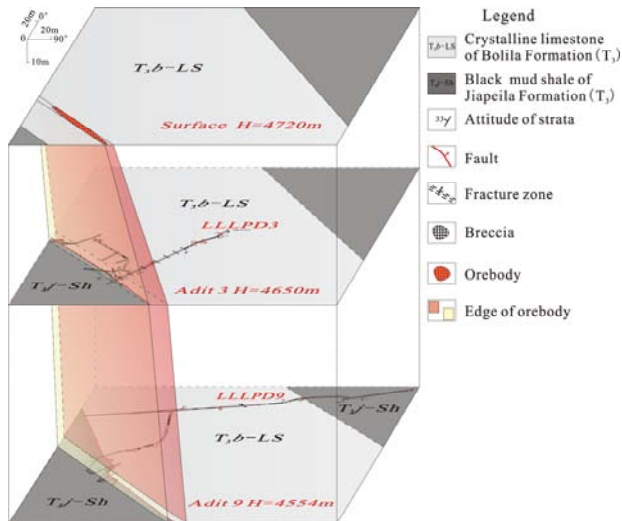 20m
0°
20m
0
90°
10m
T₃b-LS
Surface H=4720m
T₃b-LS
LLLPD3
T₃j-Sh
Adit 3 H=4650m
LLLPD9
T₃j-Sh
T₃b-LS
T₃j-Sh
Adit 9 H=4554m
Legend
T₃b-LS
Crystalline limestone
of Bolila Formation (T₃)
T₃j-Sh
Black mud shale of
Jiapeila Formation (T₃)
33
Attitude of strata
Fault
Fracture zone
Breccia
Orebody
Edge of orebody